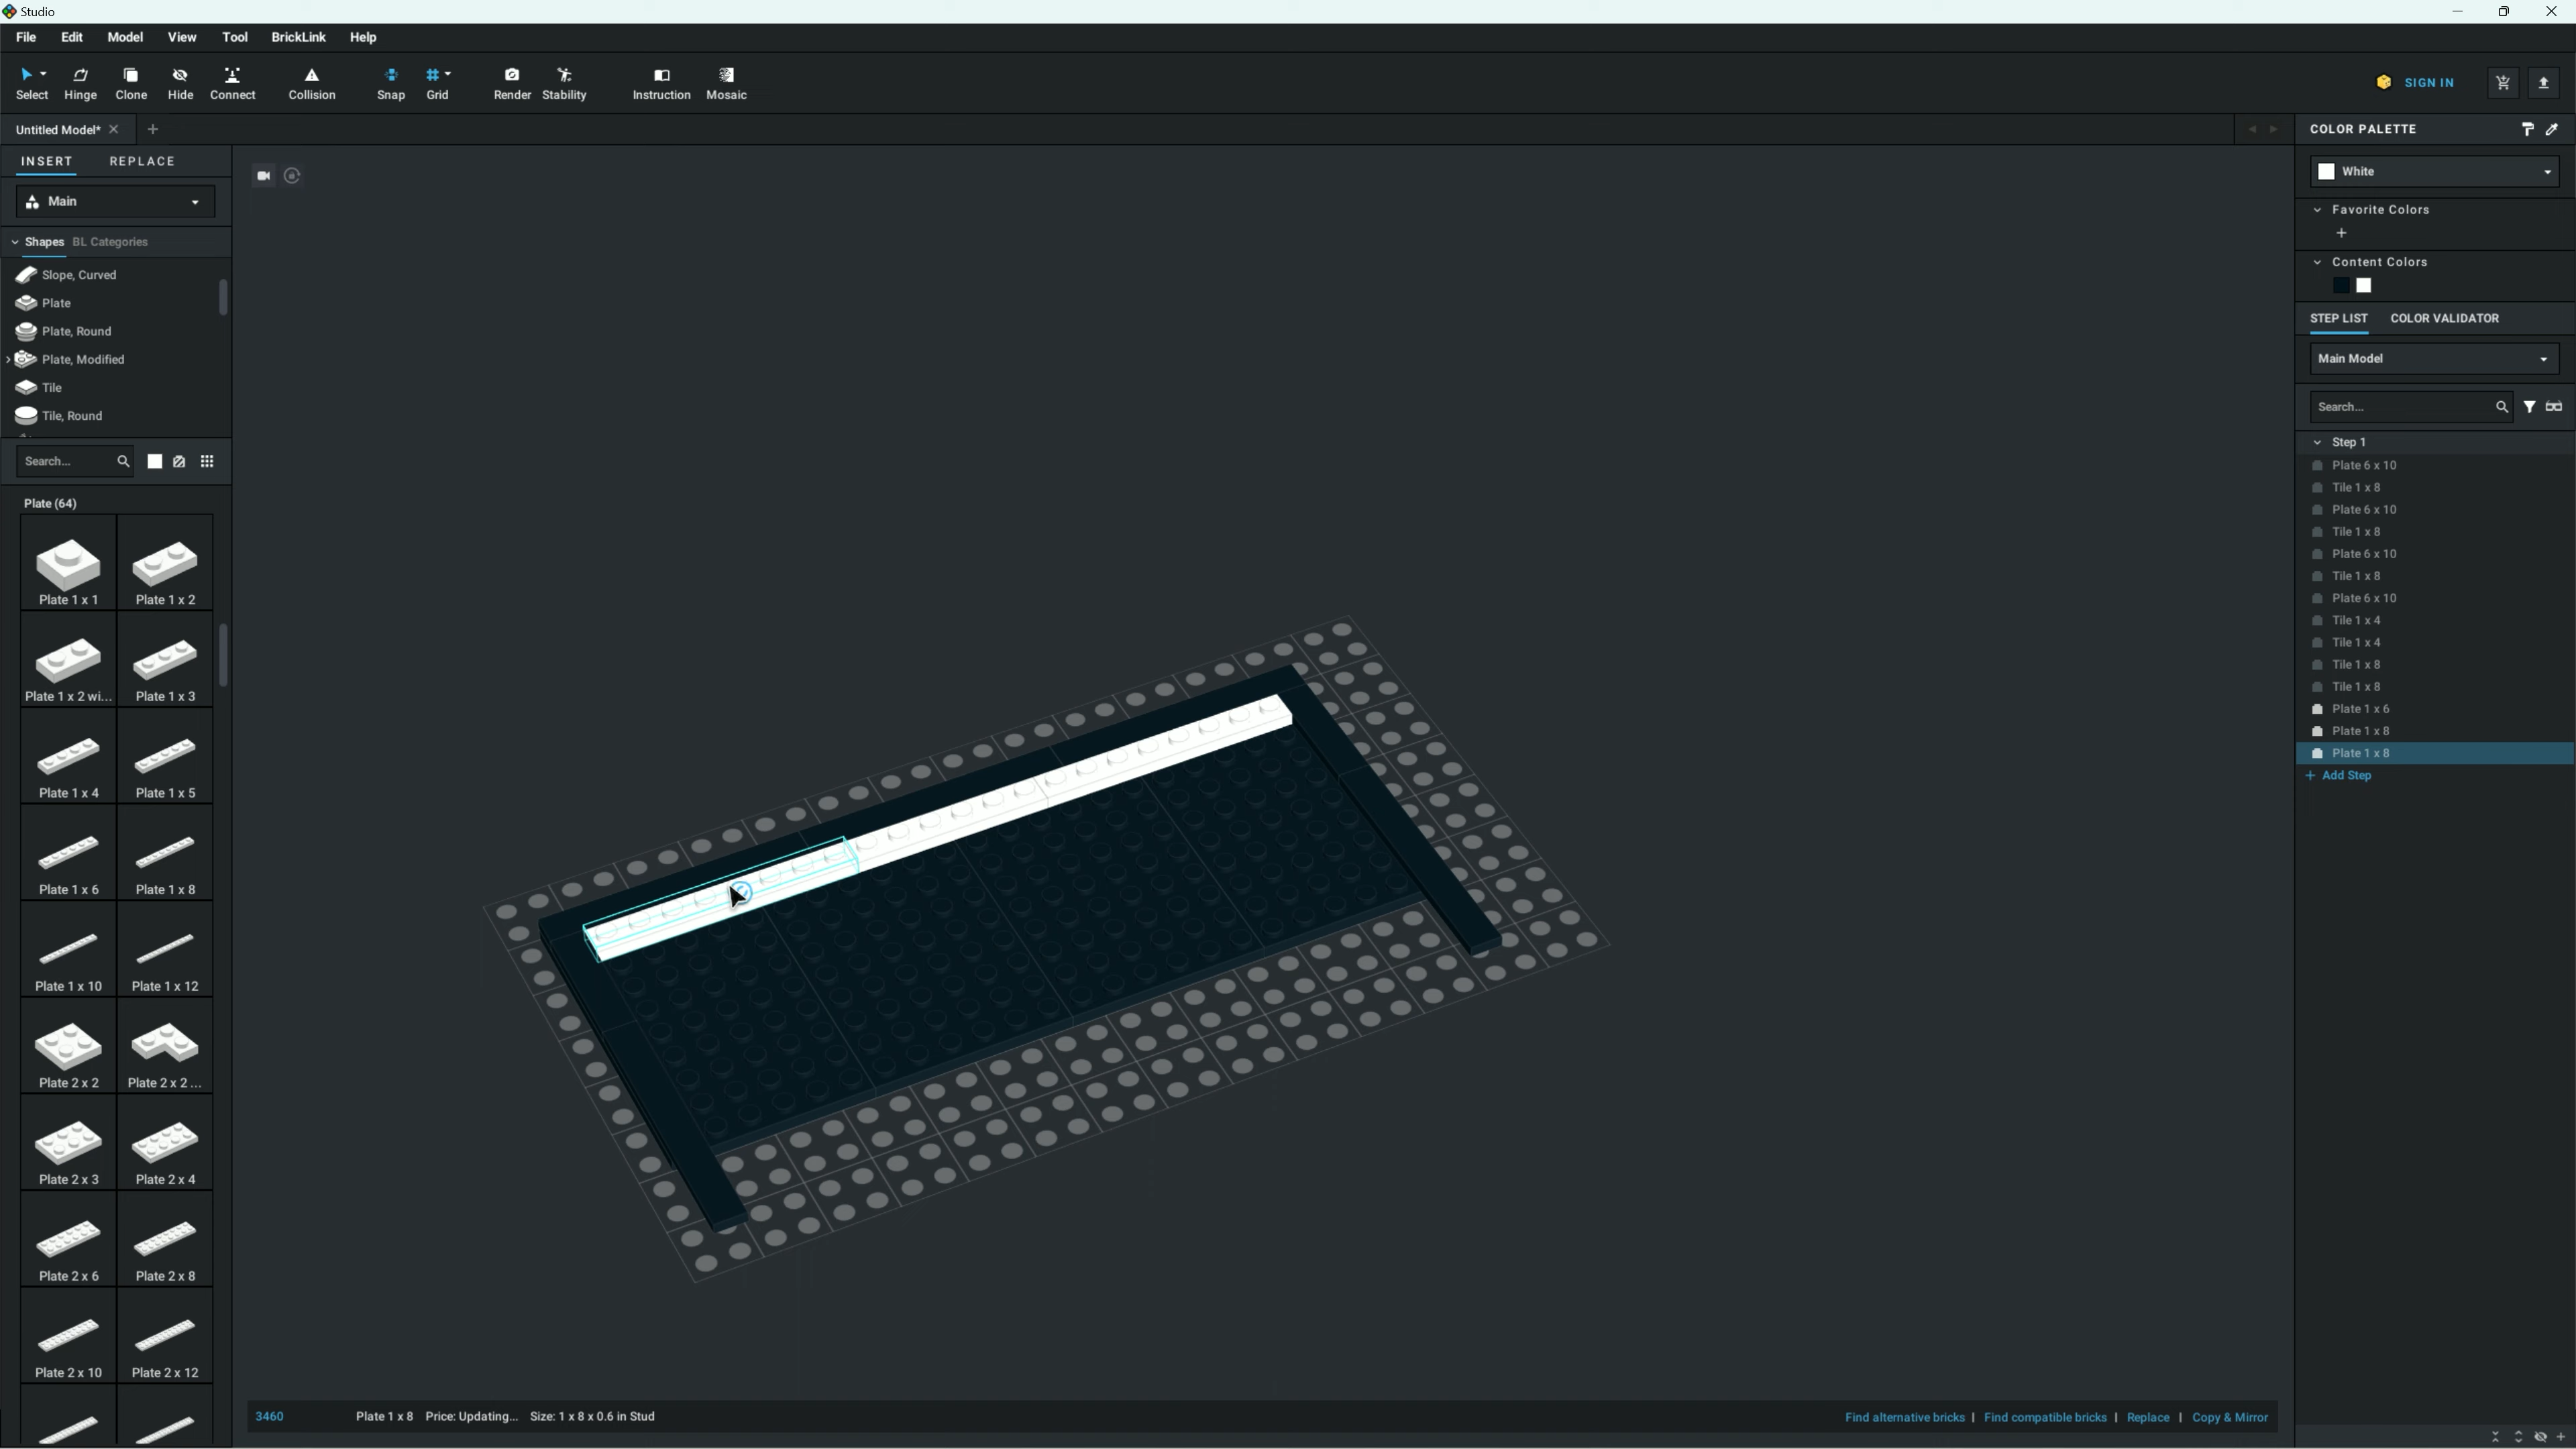 Studio
File Edit Model View Tool BrickLink Help
Select Hinge Clone Hide Connect Collision Snap Grid Render Stability Instruction Mosaic
SIGN IN
Untitled Model*
INSERT REPLACE
Main
Shapes BL Categories
Slope, Curved
Plate
Plate, Round
Plate, Modified
Tile
Tile, Round
Search...
Plate (64)
Plate 1 x 1 Plate 1 x 2
Plate 1 x 2 wi... Plate 1 x 3
Plate 1 x 4 Plate 1 x 5
Plate 1 x 6 Plate 1 x 8
Plate 1 x 10 Plate 1 x 12
Plate 2 x 2 Plate 2 x 2 ...
Plate 2 x 3 Plate 2 x 4
Plate 2 x 6 Plate 2 x 8
Plate 2 x 10 Plate 2 x 12
3460 Plate 1 x 8 Price: Updating... Size: 1 x 8 x 0.6 in Stud
Find alternative bricks | Find compatible bricks | Replace | Copy & Mirror
COLOR PALETTE
White
Favorite Colors
+
Content Colors
STEP LIST COLOR VALIDATOR
Main Model
Search...
Step 1
Plate 6 x 10
Tile 1 x 8
Plate 6 x 10
Tile 1 x 8
Plate 6 x 10
Tile 1 x 8
Plate 6 x 10
Tile 1 x 4
Tile 1 x 4
Tile 1 x 8
Tile 1 x 8
Plate 1 x 6
Plate 1 x 8
Plate 1 x 8
+ Add Step